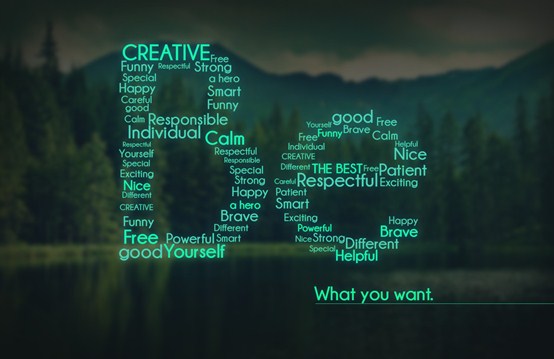 CREATIVE Free
Funny Respectful Strong
Special a hero
Happy Smart
Careful
good Funny
Calm Responsible
Individual Calm
Respectful Respectful
Yourself Responsible
Special Special
Exciting Strong
Nice Happy
Different a hero
CREATIVE Brave
Funny Different
Free Powerful Smart
good Yourself
good Free
Yourself Funny Brave Calm
Free Helpful
Individual Nice
CREATIVE
Different THE BEST Free Patient
Careful Respectful Exciting
Patient
Smart
Exciting Happy
Powerful Brave
Nice Strong Different
Special Helpful
What you want.